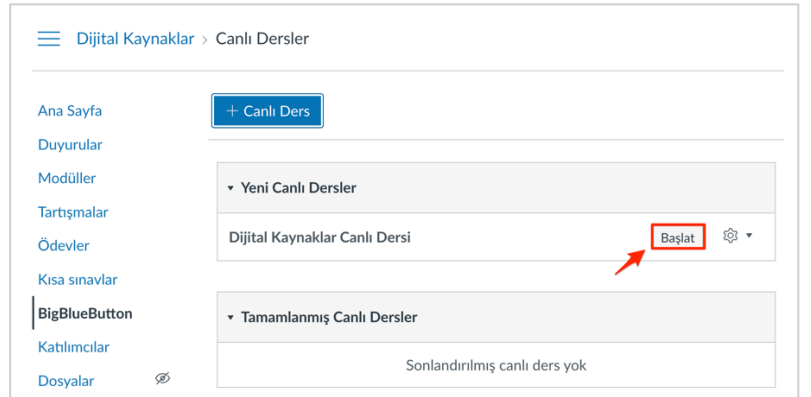 Dijital Kaynaklar > Canlı Dersler
Ana Sayfa
Duyurular
Modüller
Tartışmalar
Ödevler
Kısa sınavlar
BigBlueButton
Katılımcılar
Dosyalar
+ Canlı Ders
Yeni Canlı Dersler
Dijital Kaynaklar Canlı Dersi
Başlat
Tamamlanmış Canlı Dersler
Sonlandırılmış canlı ders yok